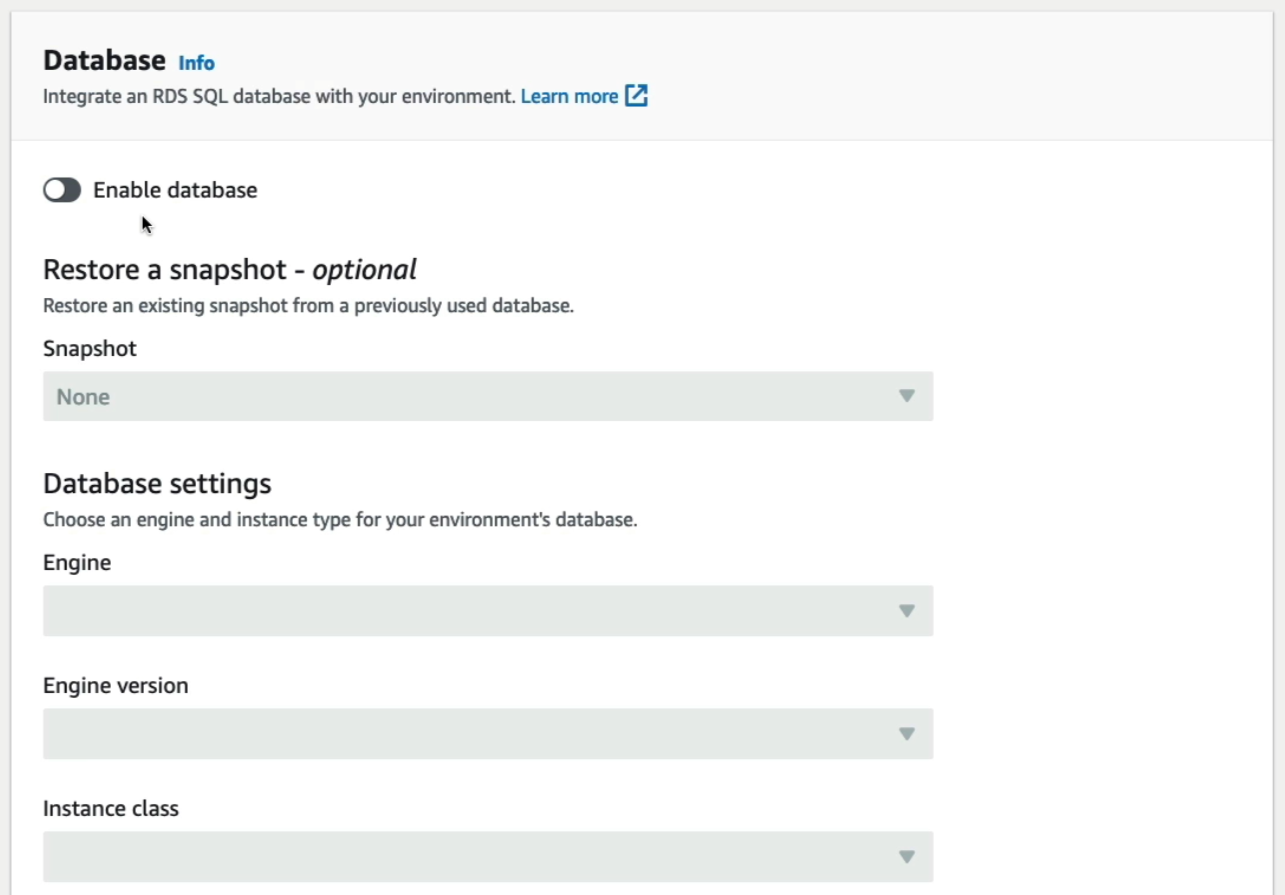 Database Info
Integrate an RDS SQL database with your environment. Learn more
Enable database
Restore a snapshot - optional
Restore an existing snapshot from a previously used database.
Snapshot
None
Database settings
Choose an engine and instance type for your environment's database.
Engine
Engine version
Instance class